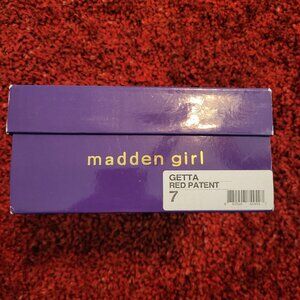 madden girl
GETTA
RED PATENT
7